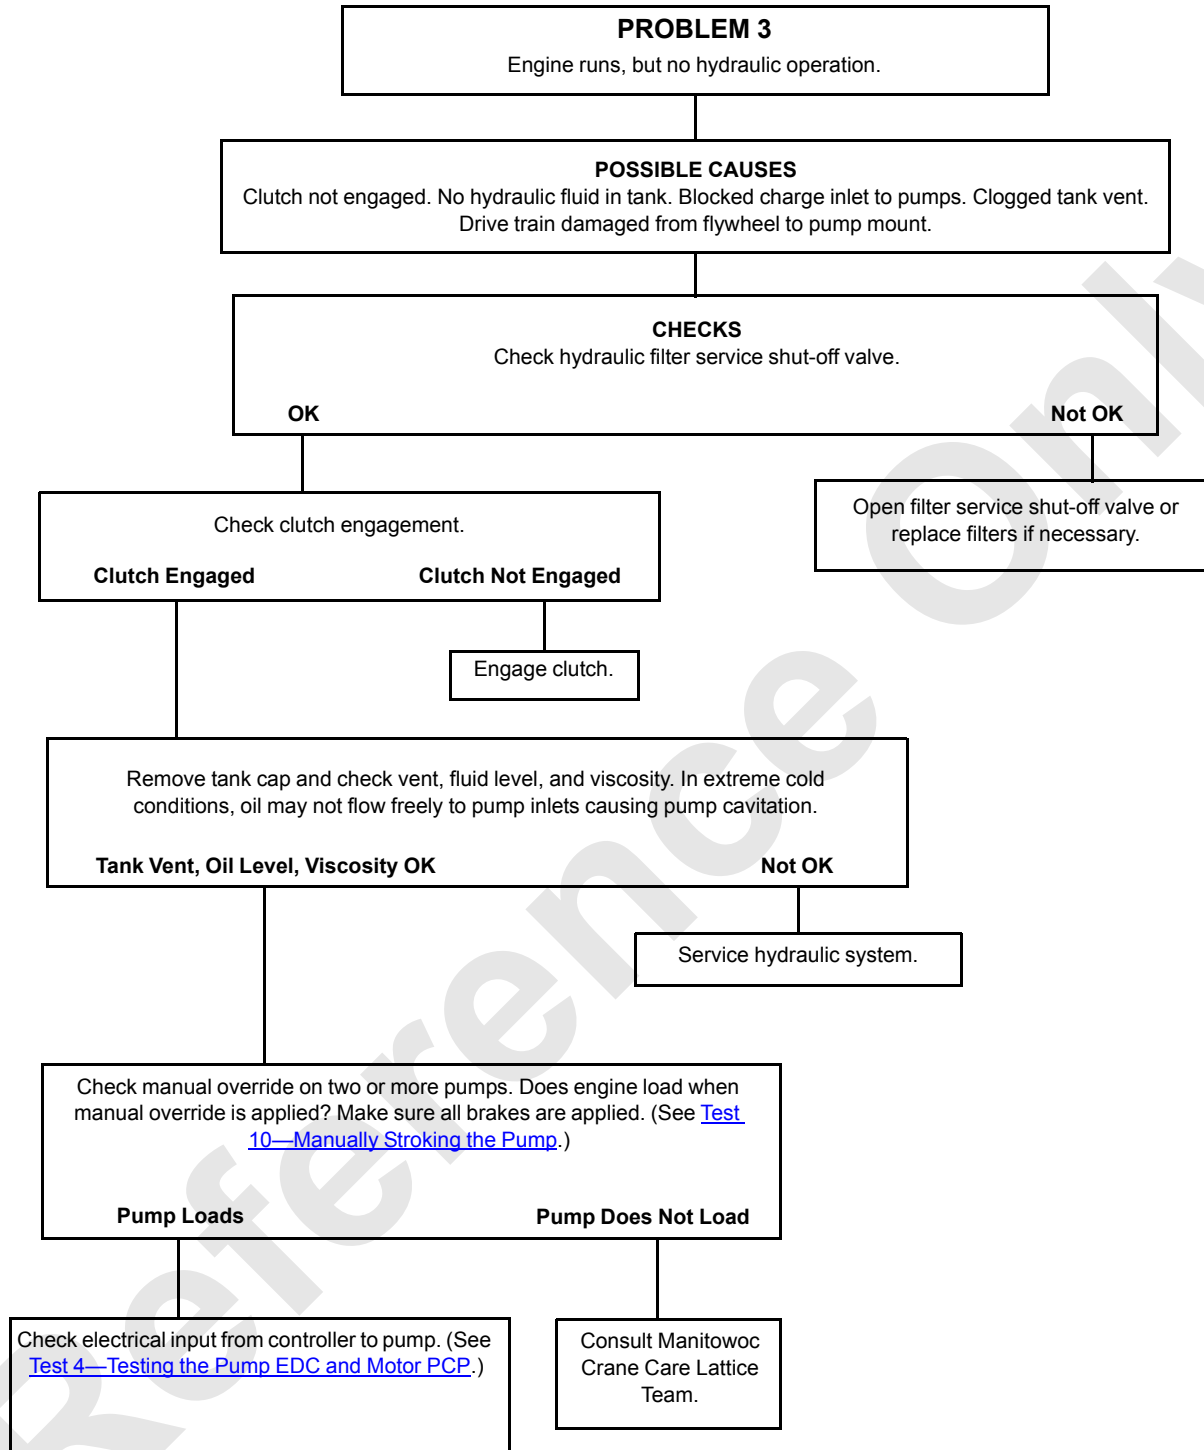 PROBLEM 3
Engine runs, but no hydraulic operation.
POSSIBLE CAUSES
Clutch not engaged. No hydraulic fluid in tank. Blocked charge inlet to pumps. Clogged tank vent.
Drive train damaged from flywheel to pump mount.
CHECKS
Check hydraulic filter service shut-off valve.
OK
Not OK
Open filter service shut-off valve or
replace filters if necessary.
Check clutch engagement.
Clutch Engaged
Clutch Not Engaged
Engage clutch.
Remove tank cap and check vent, fluid level, and viscosity. In extreme cold
conditions, oil may not flow freely to pump inlets causing pump cavitation.
Tank Vent, Oil Level, Viscosity OK
Not OK
Service hydraulic system.
Check manual override on two or more pumps. Does engine load when
manual override is applied? Make sure all brakes are applied. (See Test
10—Manually Stroking the Pump.)
Pump Loads
Pump Does Not Load
Check electrical input from controller to pump. (See
Test 4—Testing the Pump EDC and Motor PCP.)
Consult Manitowoc
Crane Care Lattice
Team.
Reference Only